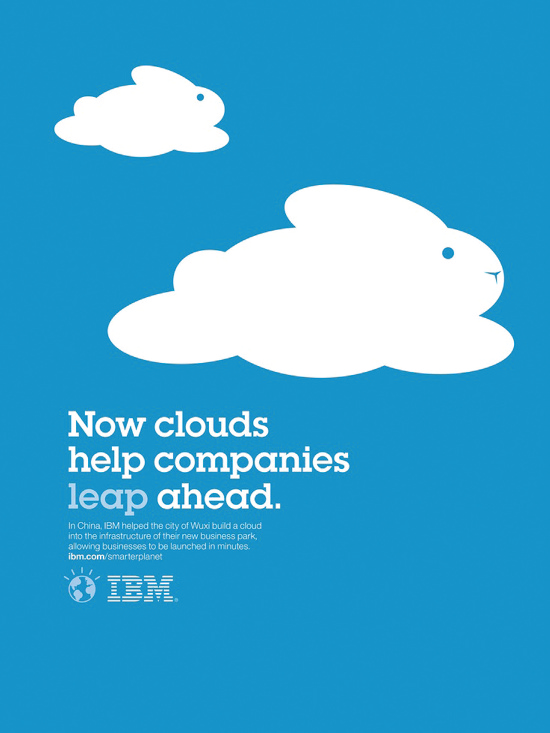 Now clouds
help companies
leap ahead.
In China, IBM helped the city of Wuxi build a cloud
into the infrastructure of their new business park,
allowing businesses to be launched in minutes.
ibm.com/smarterplanet
IBM®